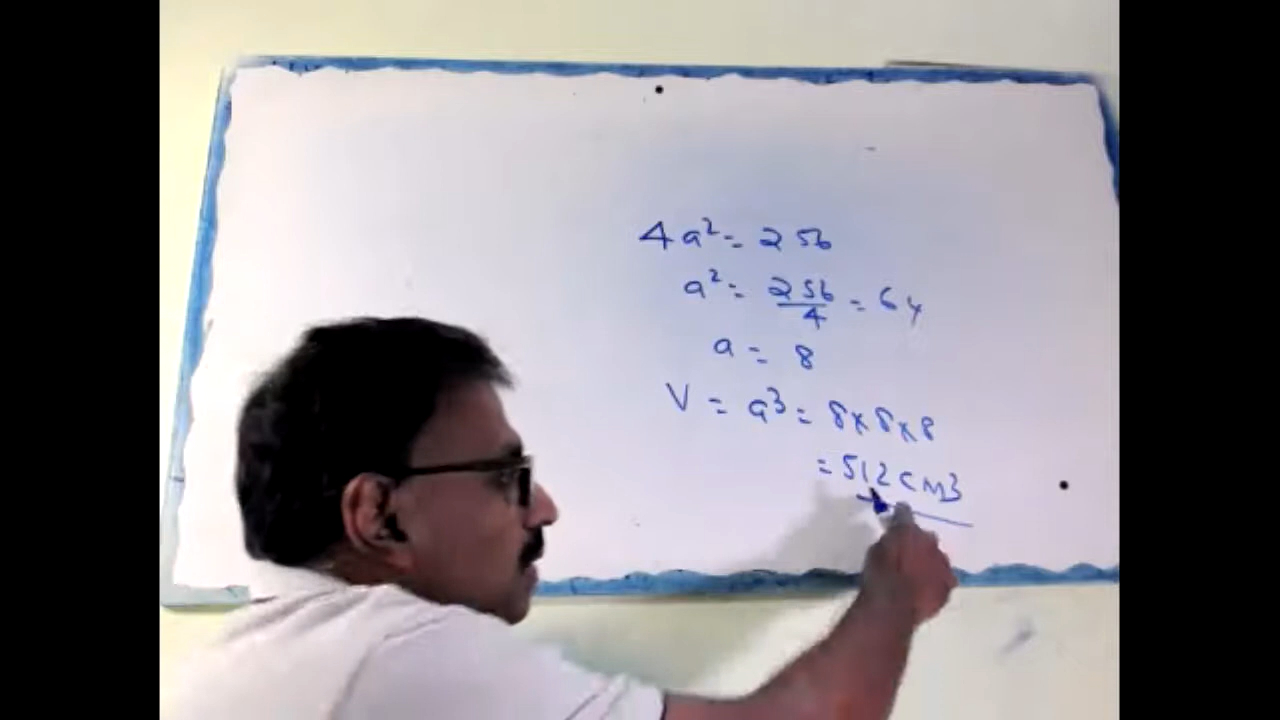 4a² = 256
a² = 256/4 = 64
a = 8
V = a³ = 8×8×8
= 512 cm3